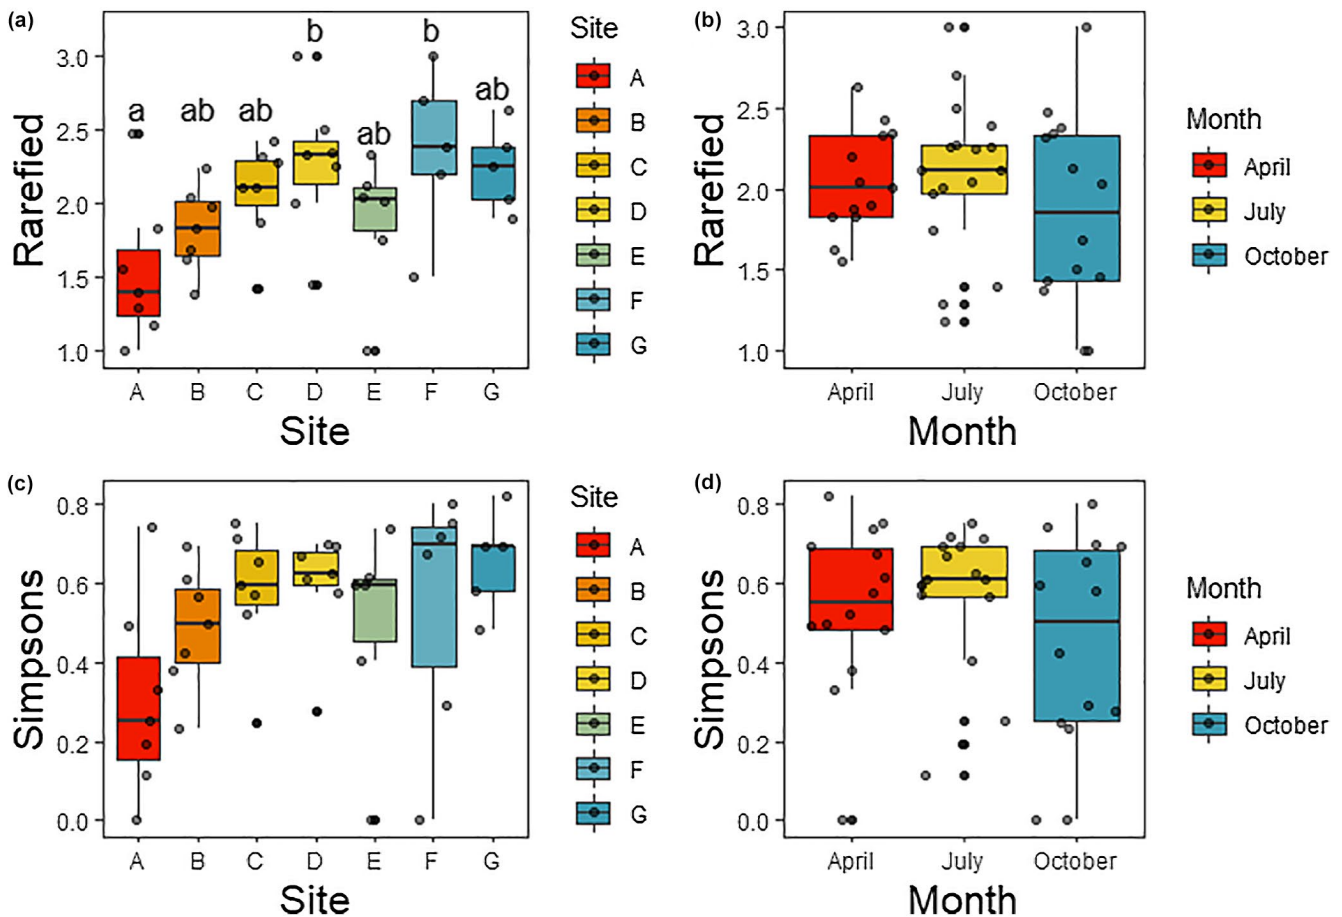 (a)
Rarefied
3.0
2.5
2.0
1.5
1.0
a
ab
ab
b
ab
b
ab
A B C D E F G
Site
Site
A
B
C
D
E
F
G
(b)
Rarefied
3.0
2.5
2.0
1.5
1.0
April July October
Month
Month
April
July
October
(c)
Simpsons
0.8
0.6
0.4
0.2
0.0
A B C D E F G
Site
Site
A
B
C
D
E
F
G
(d)
Simpsons
0.8
0.6
0.4
0.2
0.0
April July October
Month
Month
April
July
October